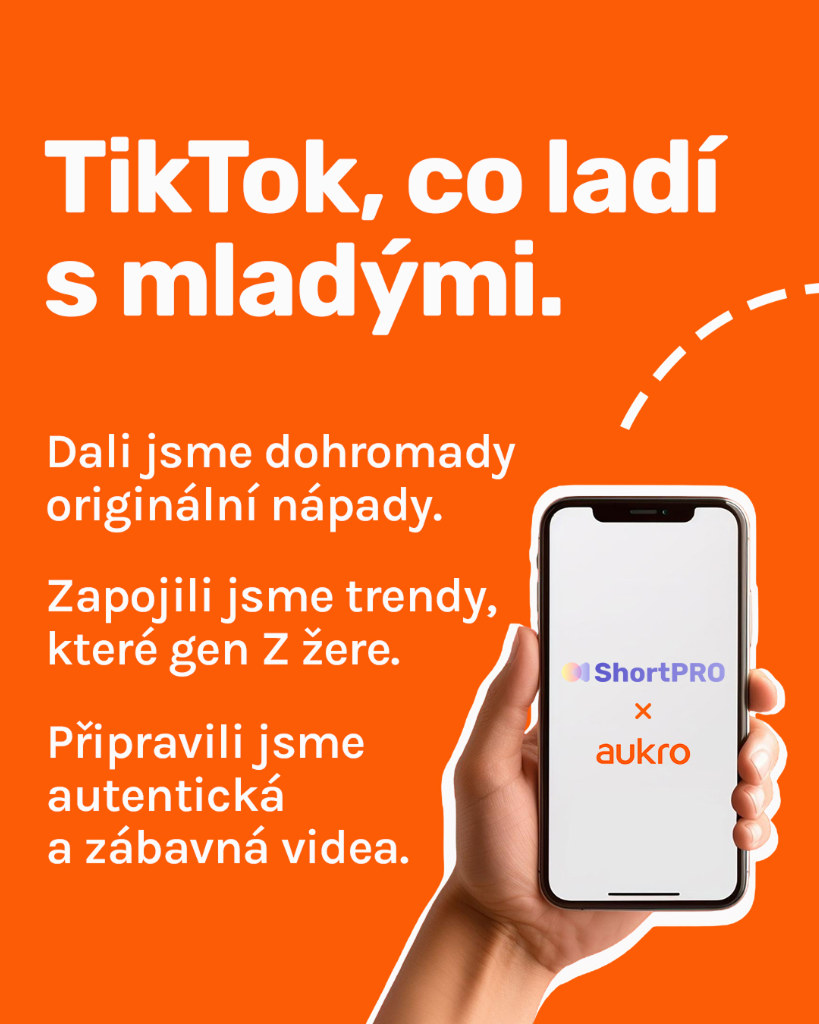 TikTok, co ladí
s mladými.
Dali jsme dohromady
originální nápady.
Zapojili jsme trendy,
které gen Z žere.
Připravili jsme
autentická
a zábavná videa.
ShortPRO
×
aukro